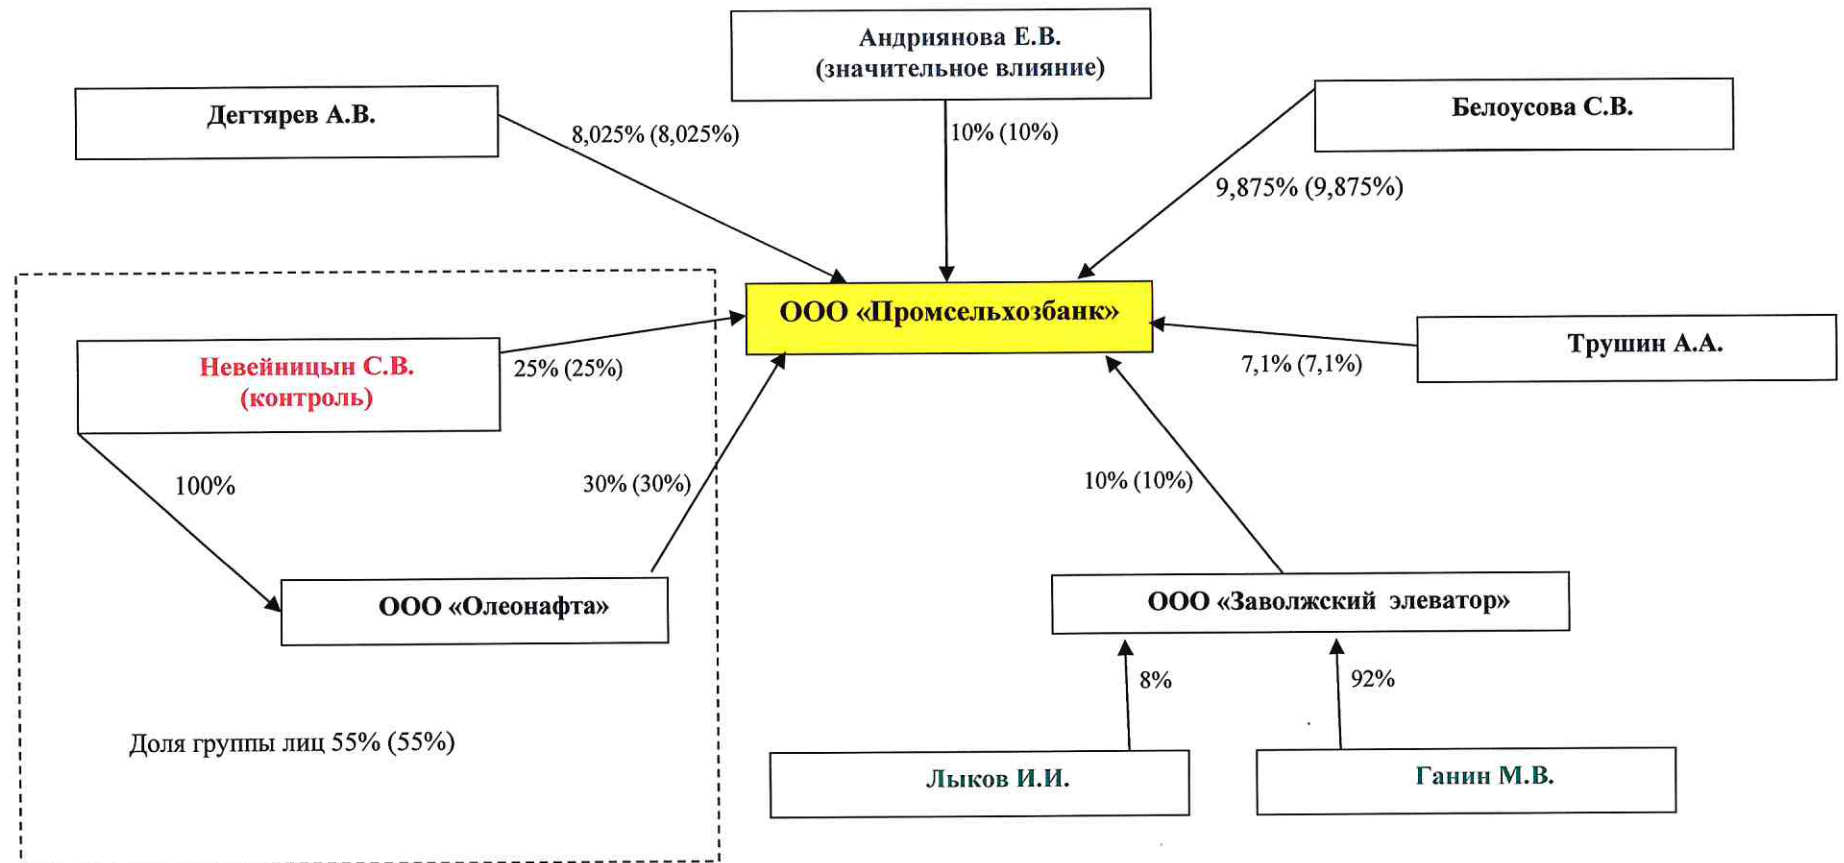 Андриянова Е.В.
(значительное влияние)
Дегтярев А.В.
Белоусова С.В.
8,025% (8,025%)
10% (10%)
9,875% (9,875%)
ООО «Промсельхозбанк»
Невейницын С.В.
(контроль)
25% (25%)
Трушин А.А.
7,1% (7,1%)
100%
30% (30%)
10% (10%)
ООО «Олеонафта»
ООО «Заволжский элеватор»
8%
92%
Доля группы лиц 55% (55%)
Лыков И.И.
Ганин М.В.